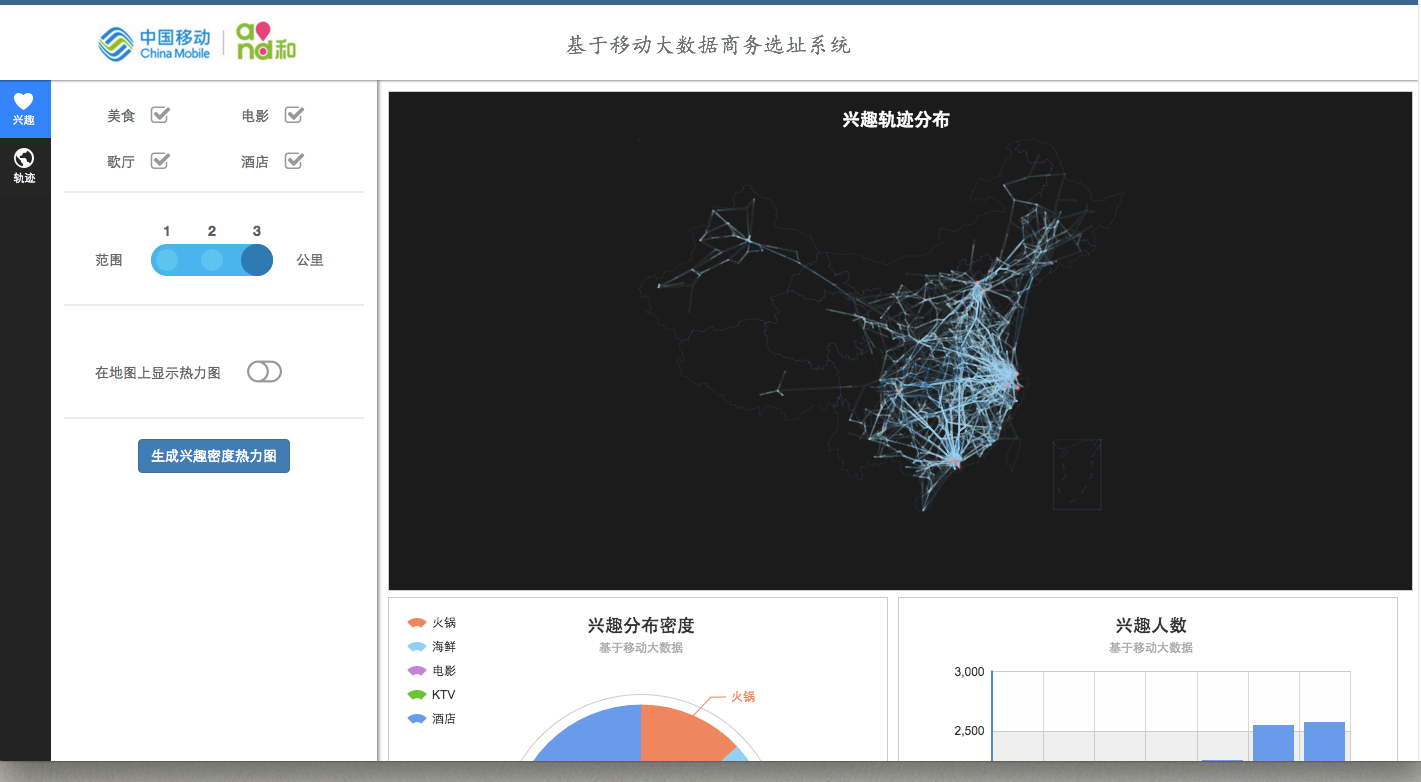 中国移动
China Mobile
and和
基于移动大数据商务选址系统
兴趣
轨迹
美食
电影
歌厅
酒店
1 2 3
范围
公里
在地图上显示热力图
生成兴趣密度热力图
兴趣轨迹分布
火锅
海鲜
电影
KTV
酒店
兴趣分布密度
基于移动大数据
火锅
兴趣人数
基于移动大数据
3,000
2,500